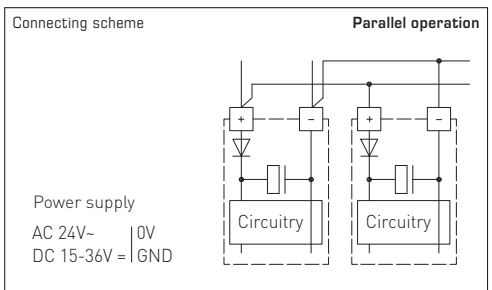 Connecting scheme Parallel operation
+ − + −
Circuitry Circuitry
Power supply
AC 24V~ | 0V
DC 15-36V = | GND